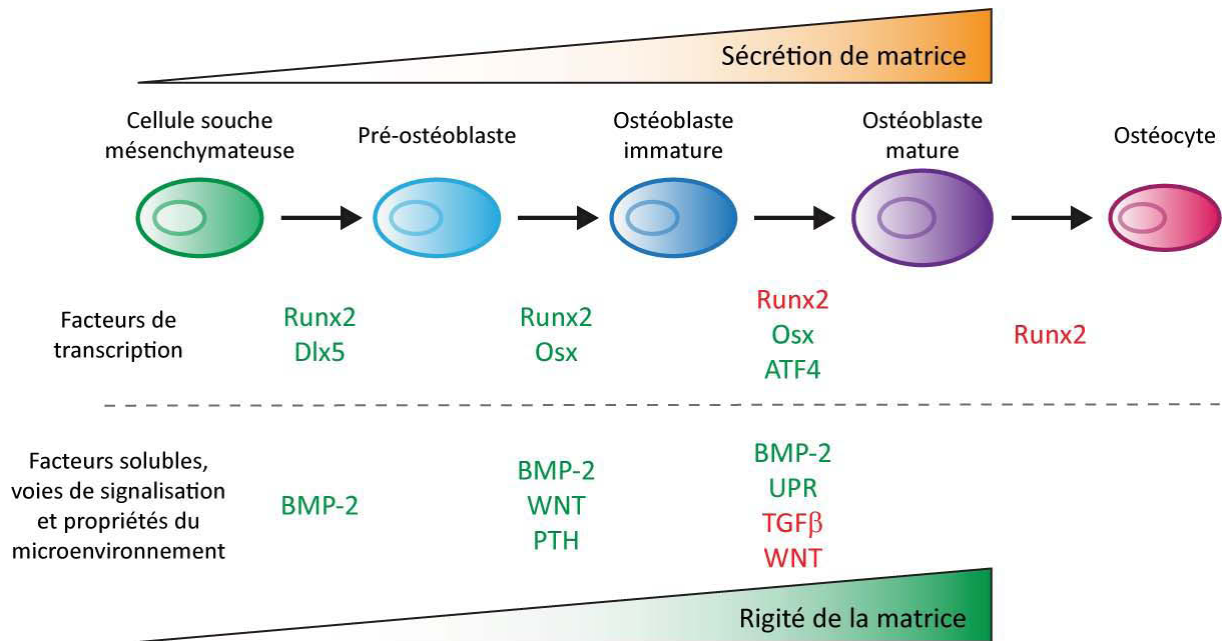 Sécrétion de matrice
Cellule souche
mésenchymateuse
Pré-ostéoblaste
Ostéoblaste
immature
Ostéoblaste
mature
Ostéocyte
Facteurs de
transcription
Runx2
Dlx5
Runx2
Osx
Runx2
Osx
ATF4
Runx2
Facteurs solubles,
voies de signalisation
et propriétés du
microenvironnement
BMP-2
BMP-2
WNT
PTH
BMP-2
UPR
TGFβ
WNT
Rigité de la matrice